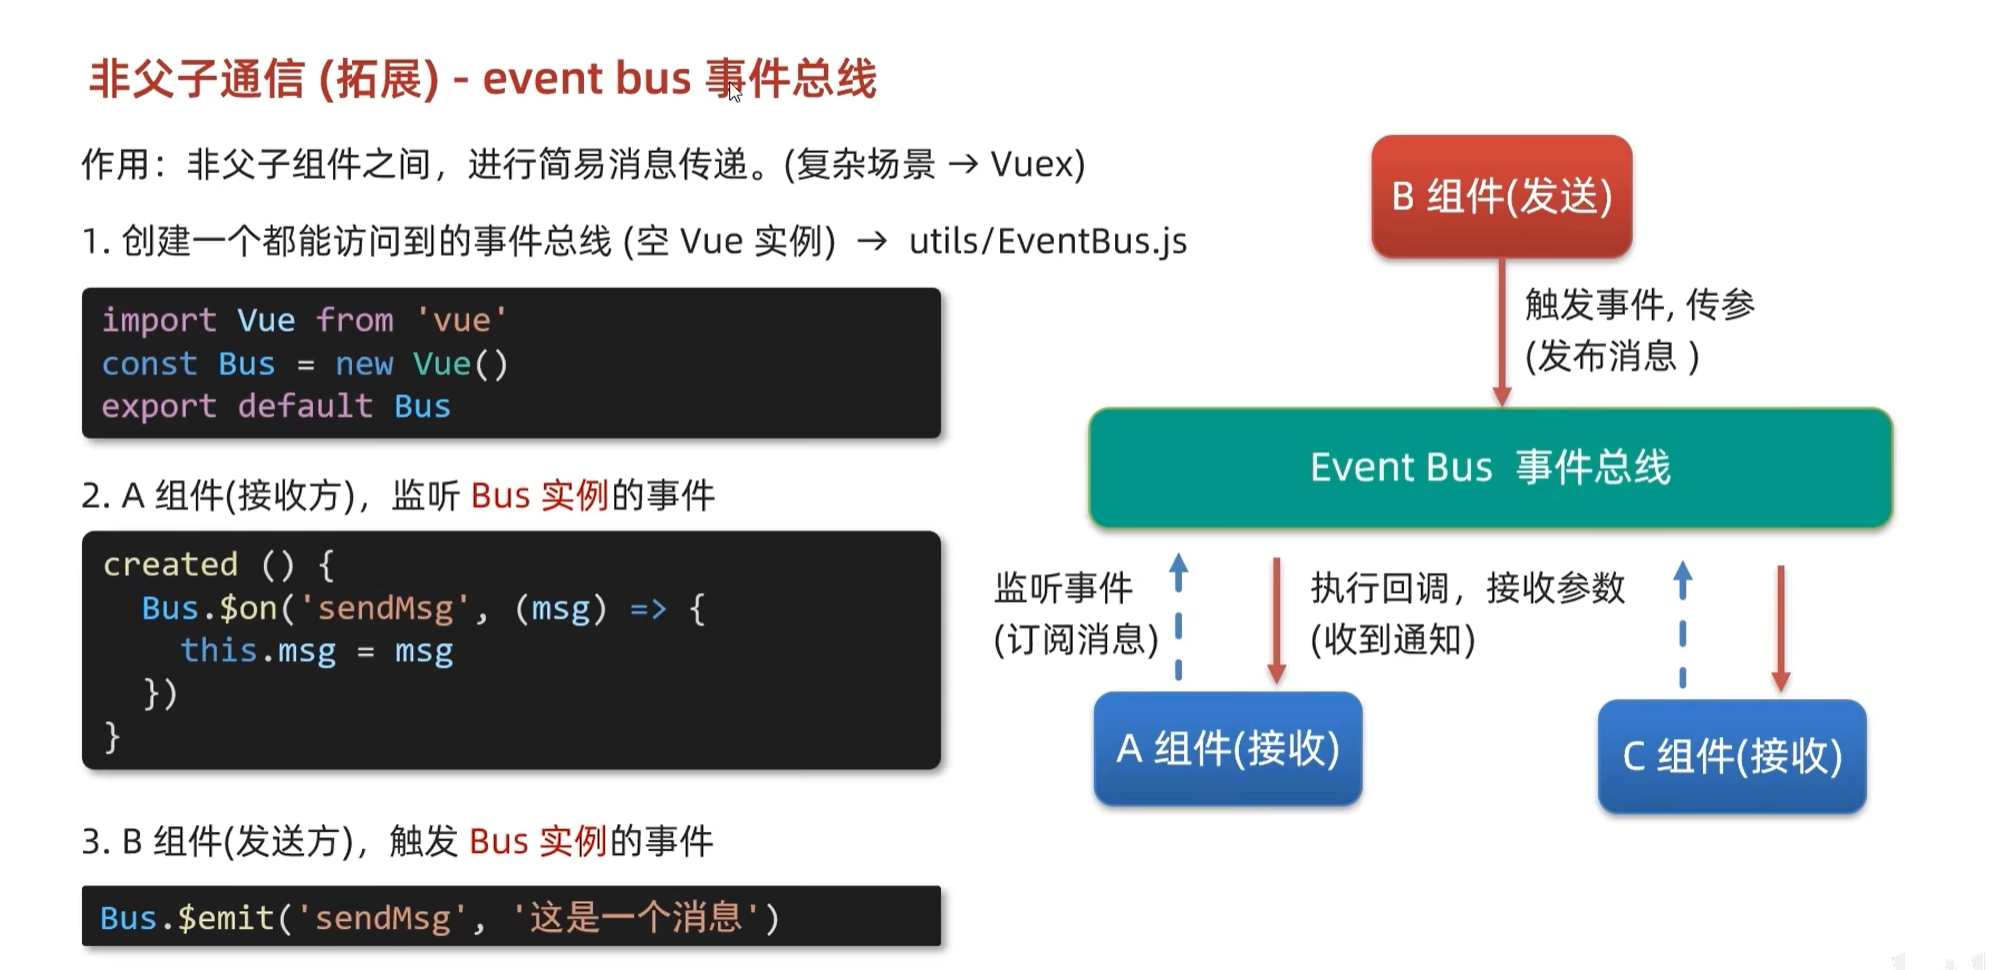 非父子通信 (拓展) - event bus 事件总线
作用：非父子组件之间，进行简易消息传递。(复杂场景 → Vuex)
1. 创建一个都能访问到的事件总线 (空 Vue 实例) → utils/EventBus.js
import Vue from 'vue'
const Bus = new Vue()
export default Bus
2. A 组件(接收方)，监听 Bus 实例的事件
created () {
  Bus.$on('sendMsg', (msg) => {
    this.msg = msg
  })
}
3. B 组件(发送方)，触发 Bus 实例的事件
Bus.$emit('sendMsg', '这是一个消息')
B 组件(发送)
触发事件, 传参
(发布消息 )
Event Bus 事件总线
监听事件
(订阅消息)
执行回调，接收参数
(收到通知)
A 组件(接收)
C 组件(接收)